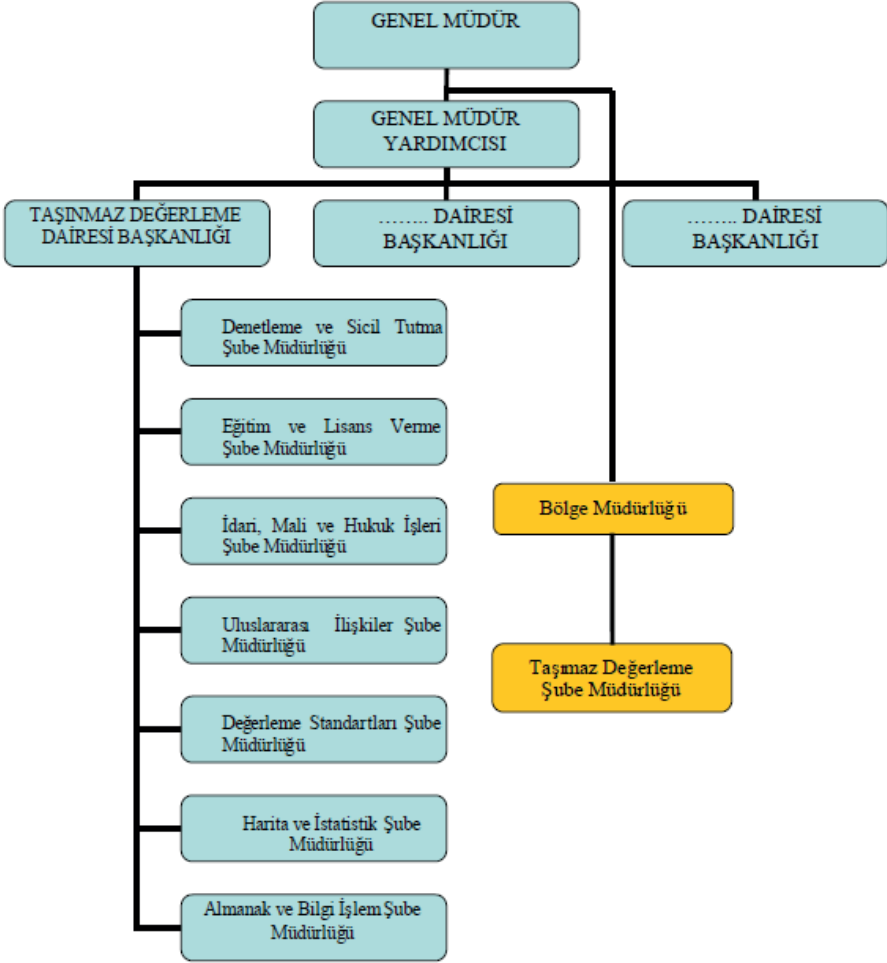 GENEL MÜDÜR
GENEL MÜDÜR
YARDIMCISI
TAŞINMAZ DEĞERLEME
DAİRESİ BAŞKANLIĞI
…….. DAİRESİ
BAŞKANLIĞI
…….. DAİRESİ
BAŞKANLIĞI
Denetleme ve Sicil Tutma
Şube Müdürlüğü
Eğitim ve Lisans Verme
Şube Müdürlüğü
İdari, Mali ve Hukuk İşleri
Şube Müdürlüğü
Uluslararası İlişkiler Şube
Müdürlüğü
Değerleme Standartları Şube
Müdürlüğü
Harita ve İstatistik Şube
Müdürlüğü
Almanak ve Bilgi İşlem Şube
Müdürlüğü
Bölge Müdürlüğü
Taşımaz Değerleme
Şube Müdürlüğü